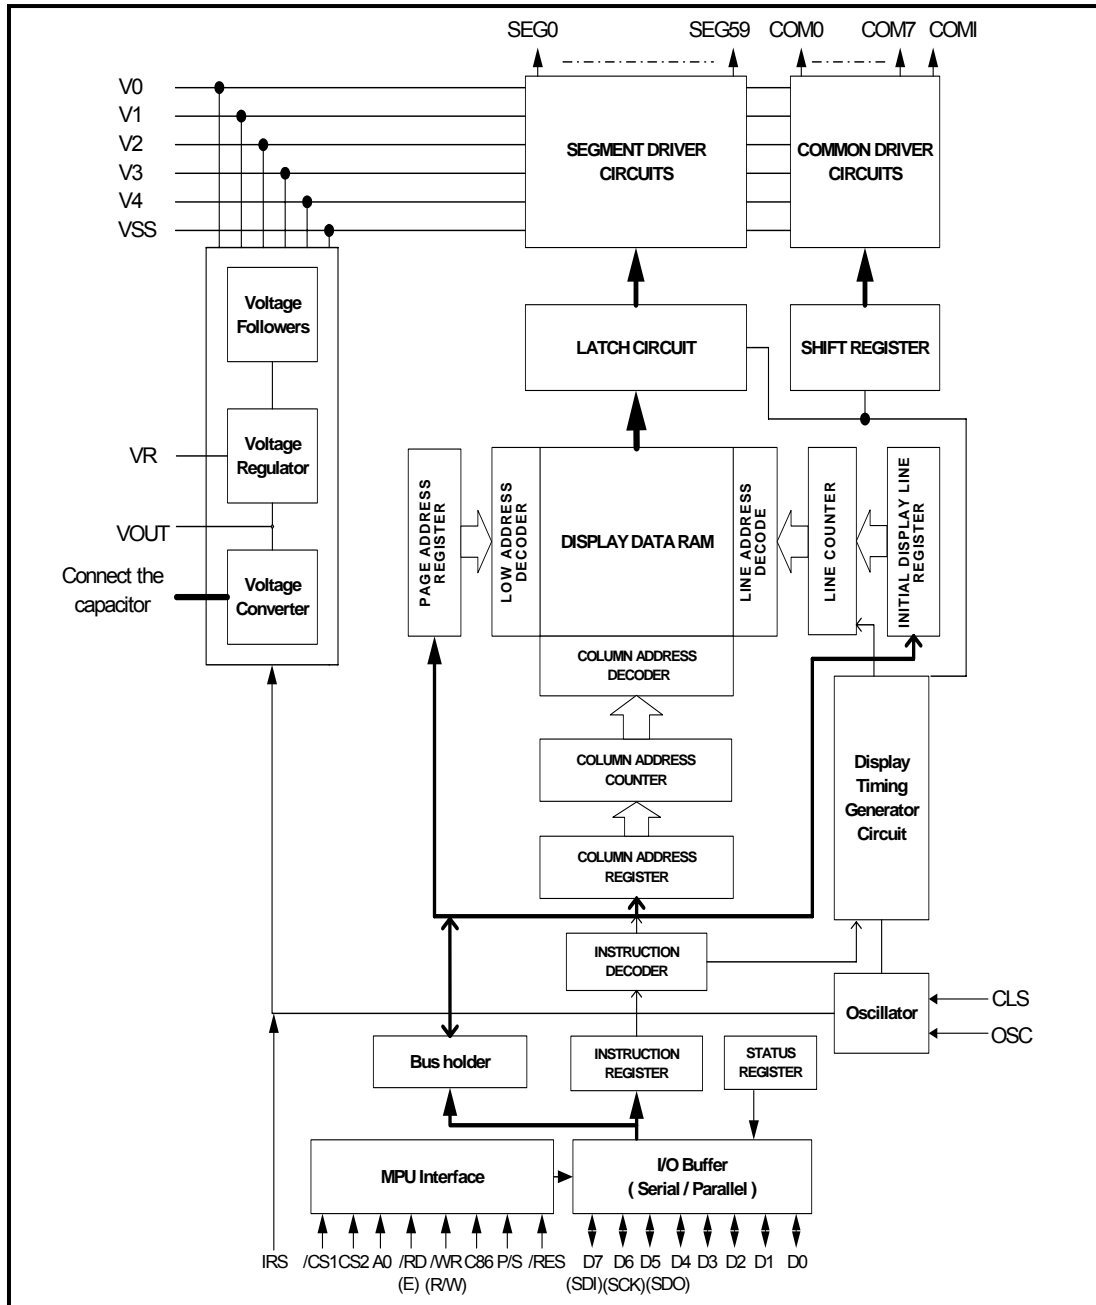 SEG0 SEG59 COM0 COM7 COMI
V0
V1
V2
V3
V4
VSS
SEGMENT DRIVER
CIRCUITS
COMMON DRIVER
CIRCUITS
Voltage
Followers
LATCH CIRCUIT
SHIFT REGISTER
VR
Voltage
Regulator
VOUT
Connect the
capacitor
Voltage
Converter
PAGE ADDRESS
REGISTER
LOW ADDRESS
DECODER
DISPLAY DATA RAM
LINE ADDRESS
DECODE
LINE COUNTER
INITIAL DISPLAY LINE
REGISTER
COLUMN ADDRESS
DECODER
COLUMN ADDRESS
COUNTER
COLUMN ADDRESS
REGISTER
Display
Timing
Generator
Circuit
INSTRUCTION
DECODER
Oscillator
CLS
OSC
Bus holder
INSTRUCTION
REGISTER
STATUS
REGISTER
MPU Interface
I/O Buffer
( Serial / Parallel )
IRS /CS1 CS2 A0 /RD /WR C86 P/S /RES D7 D6 D5 D4 D3 D2 D1 D0
(E) (R/W) (SDI) (SCK) (SDO)